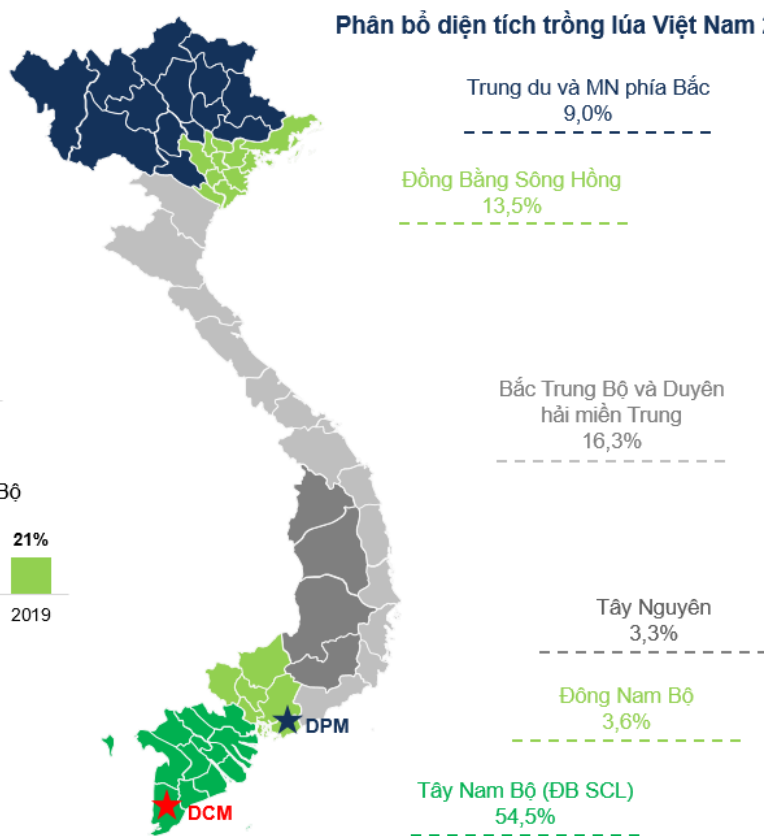 Phân bổ diện tích trồng lúa Việt Nam
Trung du và MN phía Bắc
9,0%
Đồng Bằng Sông Hồng
13,5%
Bắc Trung Bộ và Duyên
hải miền Trung
16,3%
Bộ
21%
2019
Tây Nguyên
3,3%
Đông Nam Bộ
3,6%
DPM
Tây Nam Bộ (ĐB SCL)
54,5%
DCM